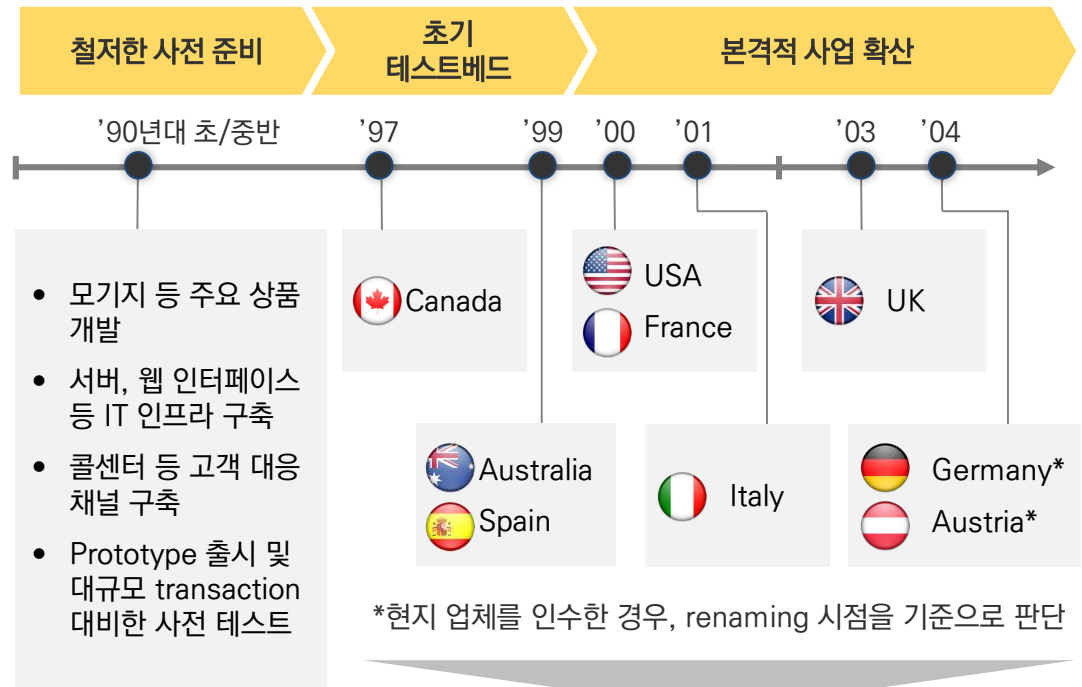 철저한 사전 준비
초기
테스트베드
본격적 사업 확산
’90년대 초/중반
’97
’99
’00
’01
’03
’04
• 모기지 등 주요 상품
개발
• 서버, 웹 인터페이스
등 IT 인프라 구축
• 콜센터 등 고객 대응
채널 구축
• Prototype 출시 및
대규모 transaction
대비한 사전 테스트
Canada
USA
France
UK
Australia
Spain
Italy
Germany*
Austria*
*현지 업체를 인수한 경우, renaming 시점을 기준으로 판단